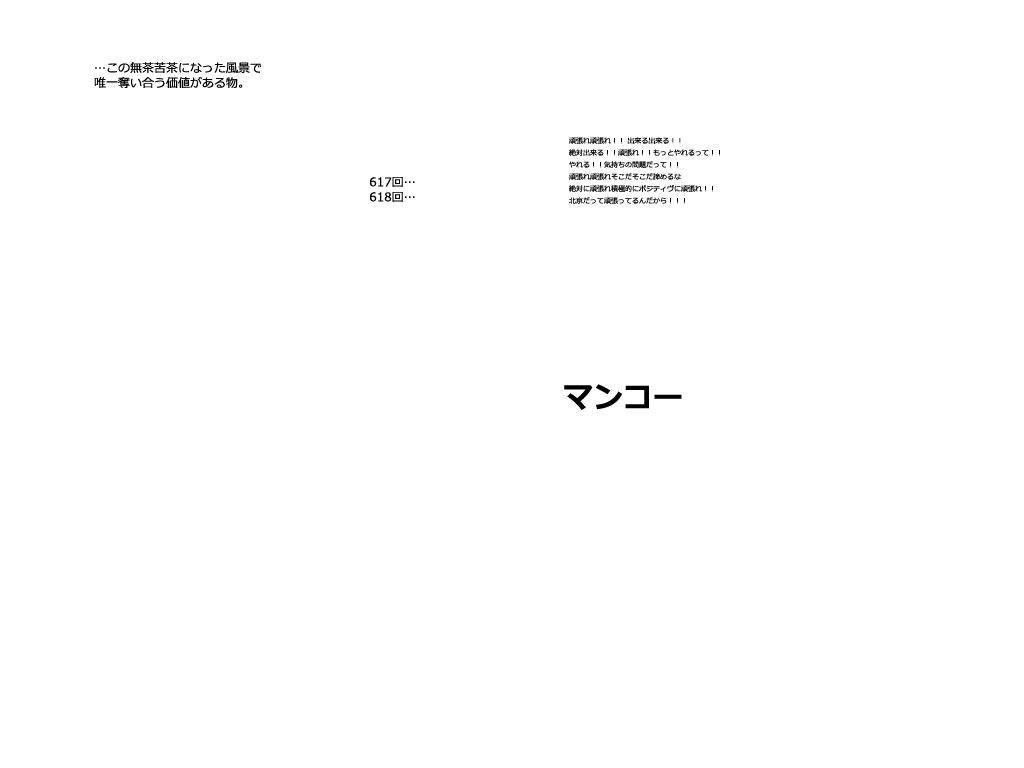 …この無茶苦茶になった風景で
唯一奪い合う価値がある物。
頑張れ頑張れ！！ 出来る出来る！！
絶対出来る！！頑張れ！！もっとやれるって！！
やれる！！気持ちの問題だって！！
頑張れ頑張れそこだそこだ諦めるな
絶対に頑張れ積極的にポジティヴに頑張れ！！
北京だって頑張ってるんだから！！！
617回…
618回…
マンコー